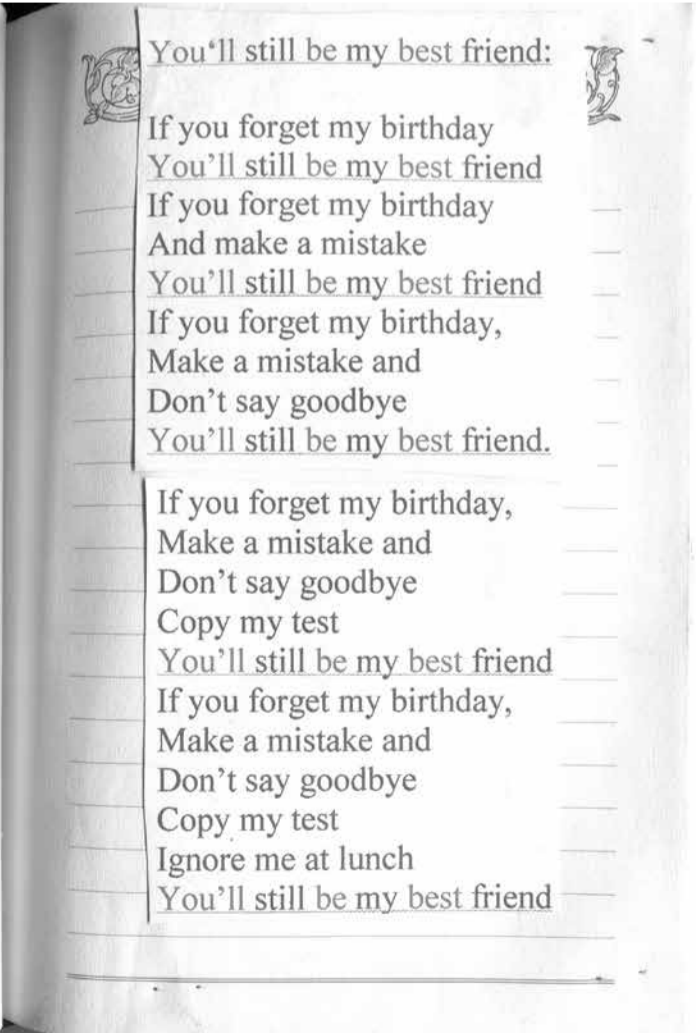 You‘ll still be my best friend:
If you forget my birthday
You’ll still be my best friend
If you forget my birthday
And make a mistake
You’ll still be my best friend
If you forget my birthday,
Make a mistake and
Don’t say goodbye
You’ll still be my best friend.
If you forget my birthday,
Make a mistake and
Don’t say goodbye
Copy my test
You’ll still be my best friend
If you forget my birthday,
Make a mistake and
Don’t say goodbye
Copy my test
Ignore me at lunch
You’ll still be my best friend